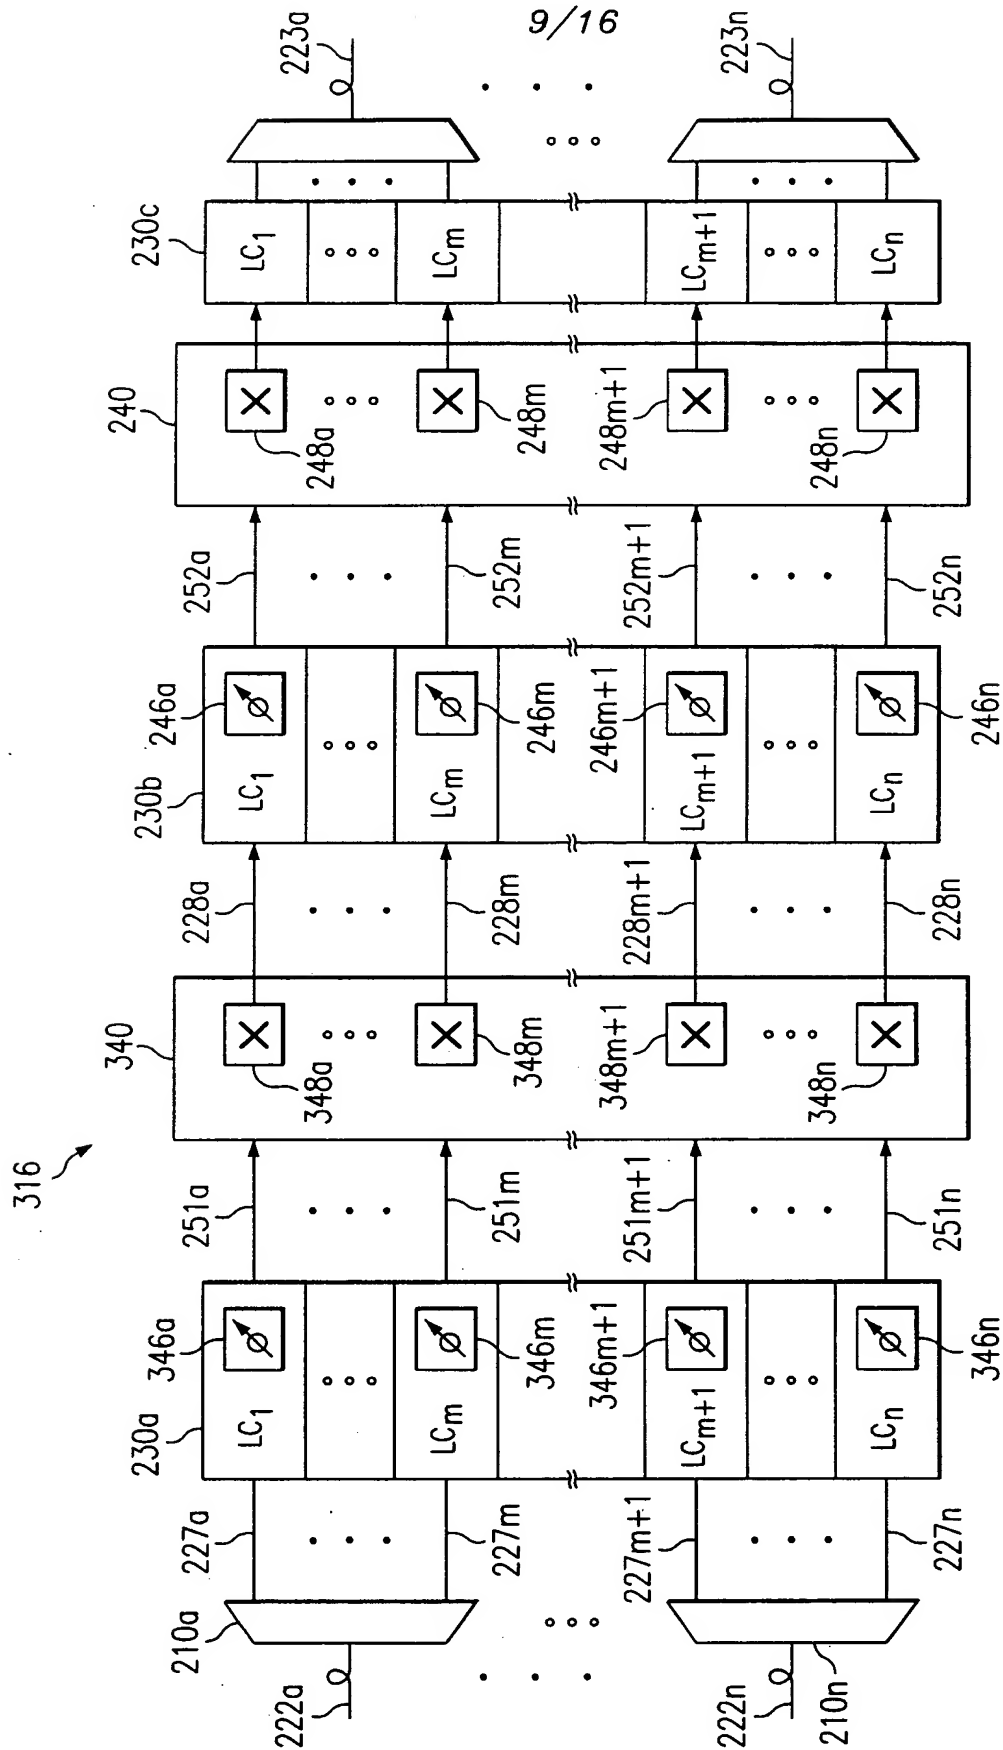 9/16
316
222a
210a
227a
227m
222n
210n
227m+1
227n
230a
LC1
346a
LCm
346m
LCm+1
346m+1
LCn
346n
251a
251m
251m+1
251n
340
348a
348m
348m+1
348n
228a
228m
228m+1
228n
230b
LC1
246a
LCm
246m
LCm+1
246m+1
LCn
246n
252a
252m
252m+1
252n
240
248a
248m
248m+1
248n
230c
LC1
LCm
LCm+1
LCn
223a
223n